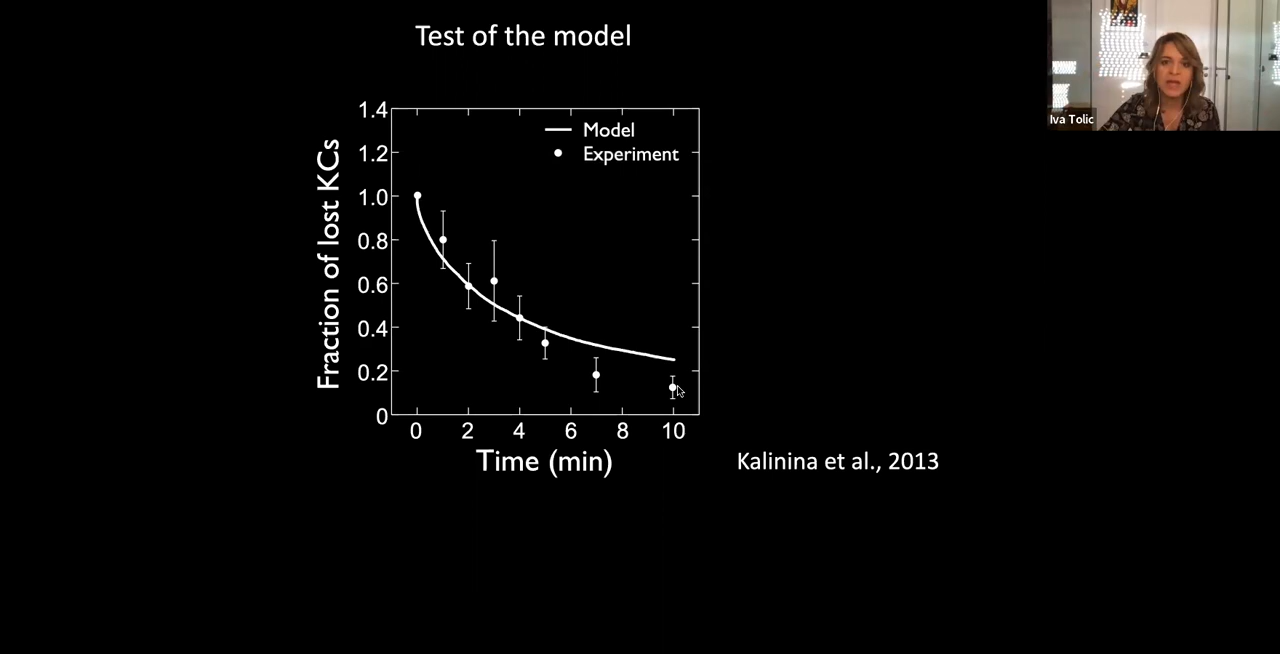 Test of the model
Iva Tolic
1.4
1.2
1.0
0.8
0.6
0.4
0.2
0
Fraction of lost KCs
Model
Experiment
0 2 4 6 8 10
Time (min)
Kalinina et al., 2013